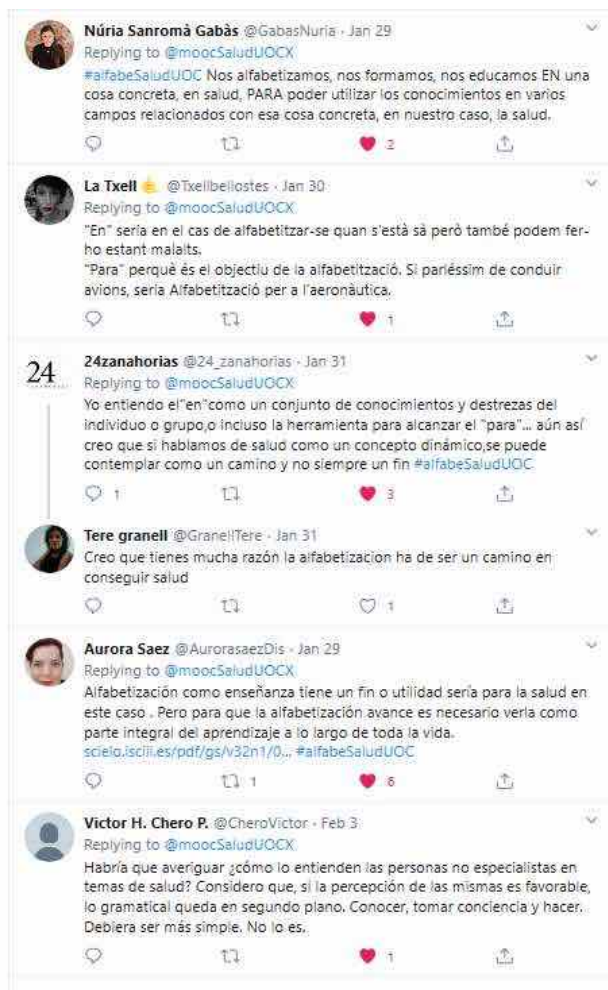 Núria Sanromà Gabàs @GabasNuria · Jan 29
Replying to @moocSaludUOCX
#alfabeSaludUOC Nos alfabetizamos, nos formamos, nos educamos EN una
cosa concreta, en salud, PARA poder utilizar los conocimientos en varios
campos relacionados con esa cosa concreta, en nuestro caso, la salud.
2
La Txell @Txellbellostes · Jan 30
Replying to @moocSaludUOCX
"En" sería en el cas de alfabetitzar-se quan s'està sà però també podem fer-
ho estant malalts.
"Para" perquè és el objectiu de la alfabetització. Si parléssim de conduir
avions, seria Alfabetització per a l'aeronàutica.
1
24
24zanahorias @24_zanahorias · Jan 31
Replying to @moocSaludUOCX
Yo entiendo el"en"como un conjunto de conocimientos y destrezas del
individuo o grupo,o incluso la herramienta para alcanzar el "para"... aún así
creo que si hablamos de salud como un concepto dinámico,se puede
contemplar como un camino y no siempre un fin #alfabeSaludUOC
1 3
Tere granell @GranellTere · Jan 31
Creo que tienes mucha razón la alfabetizacion ha de ser un camino en
conseguir salud
1
Aurora Saez @AurorasaezDis · Jan 29
Replying to @moocSaludUOCX
Alfabetización como enseñanza tiene un fin o utilidad sería para la salud en
este caso . Pero para que la alfabetización avance es necesario verla como
parte integral del aprendizaje a lo largo de toda la vida.
scielo.isciii.es/pdf/gs/v32n1/0... #alfabeSaludUOC
1 6
Victor H. Chero P. @CheroVictor · Feb 3
Replying to @moocSaludUOCX
Habría que averiguar ¿cómo lo entienden las personas no especialistas en
temas de salud? Considero que, si la percepción de las mismas es favorable,
lo gramatical queda en segundo plano. Conocer, tomar conciencia y hacer.
Debiera ser más simple. No lo es.
1